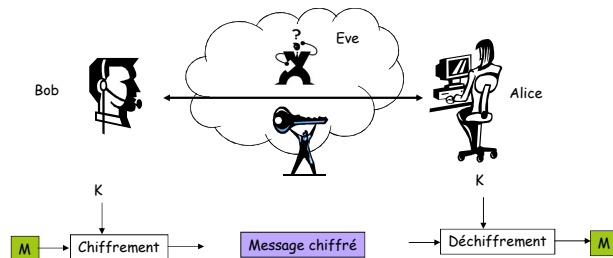 ?
Eve
Bob
Alice
K
K
M
Chiffrement
Message chiffré
Déchiffrement
M